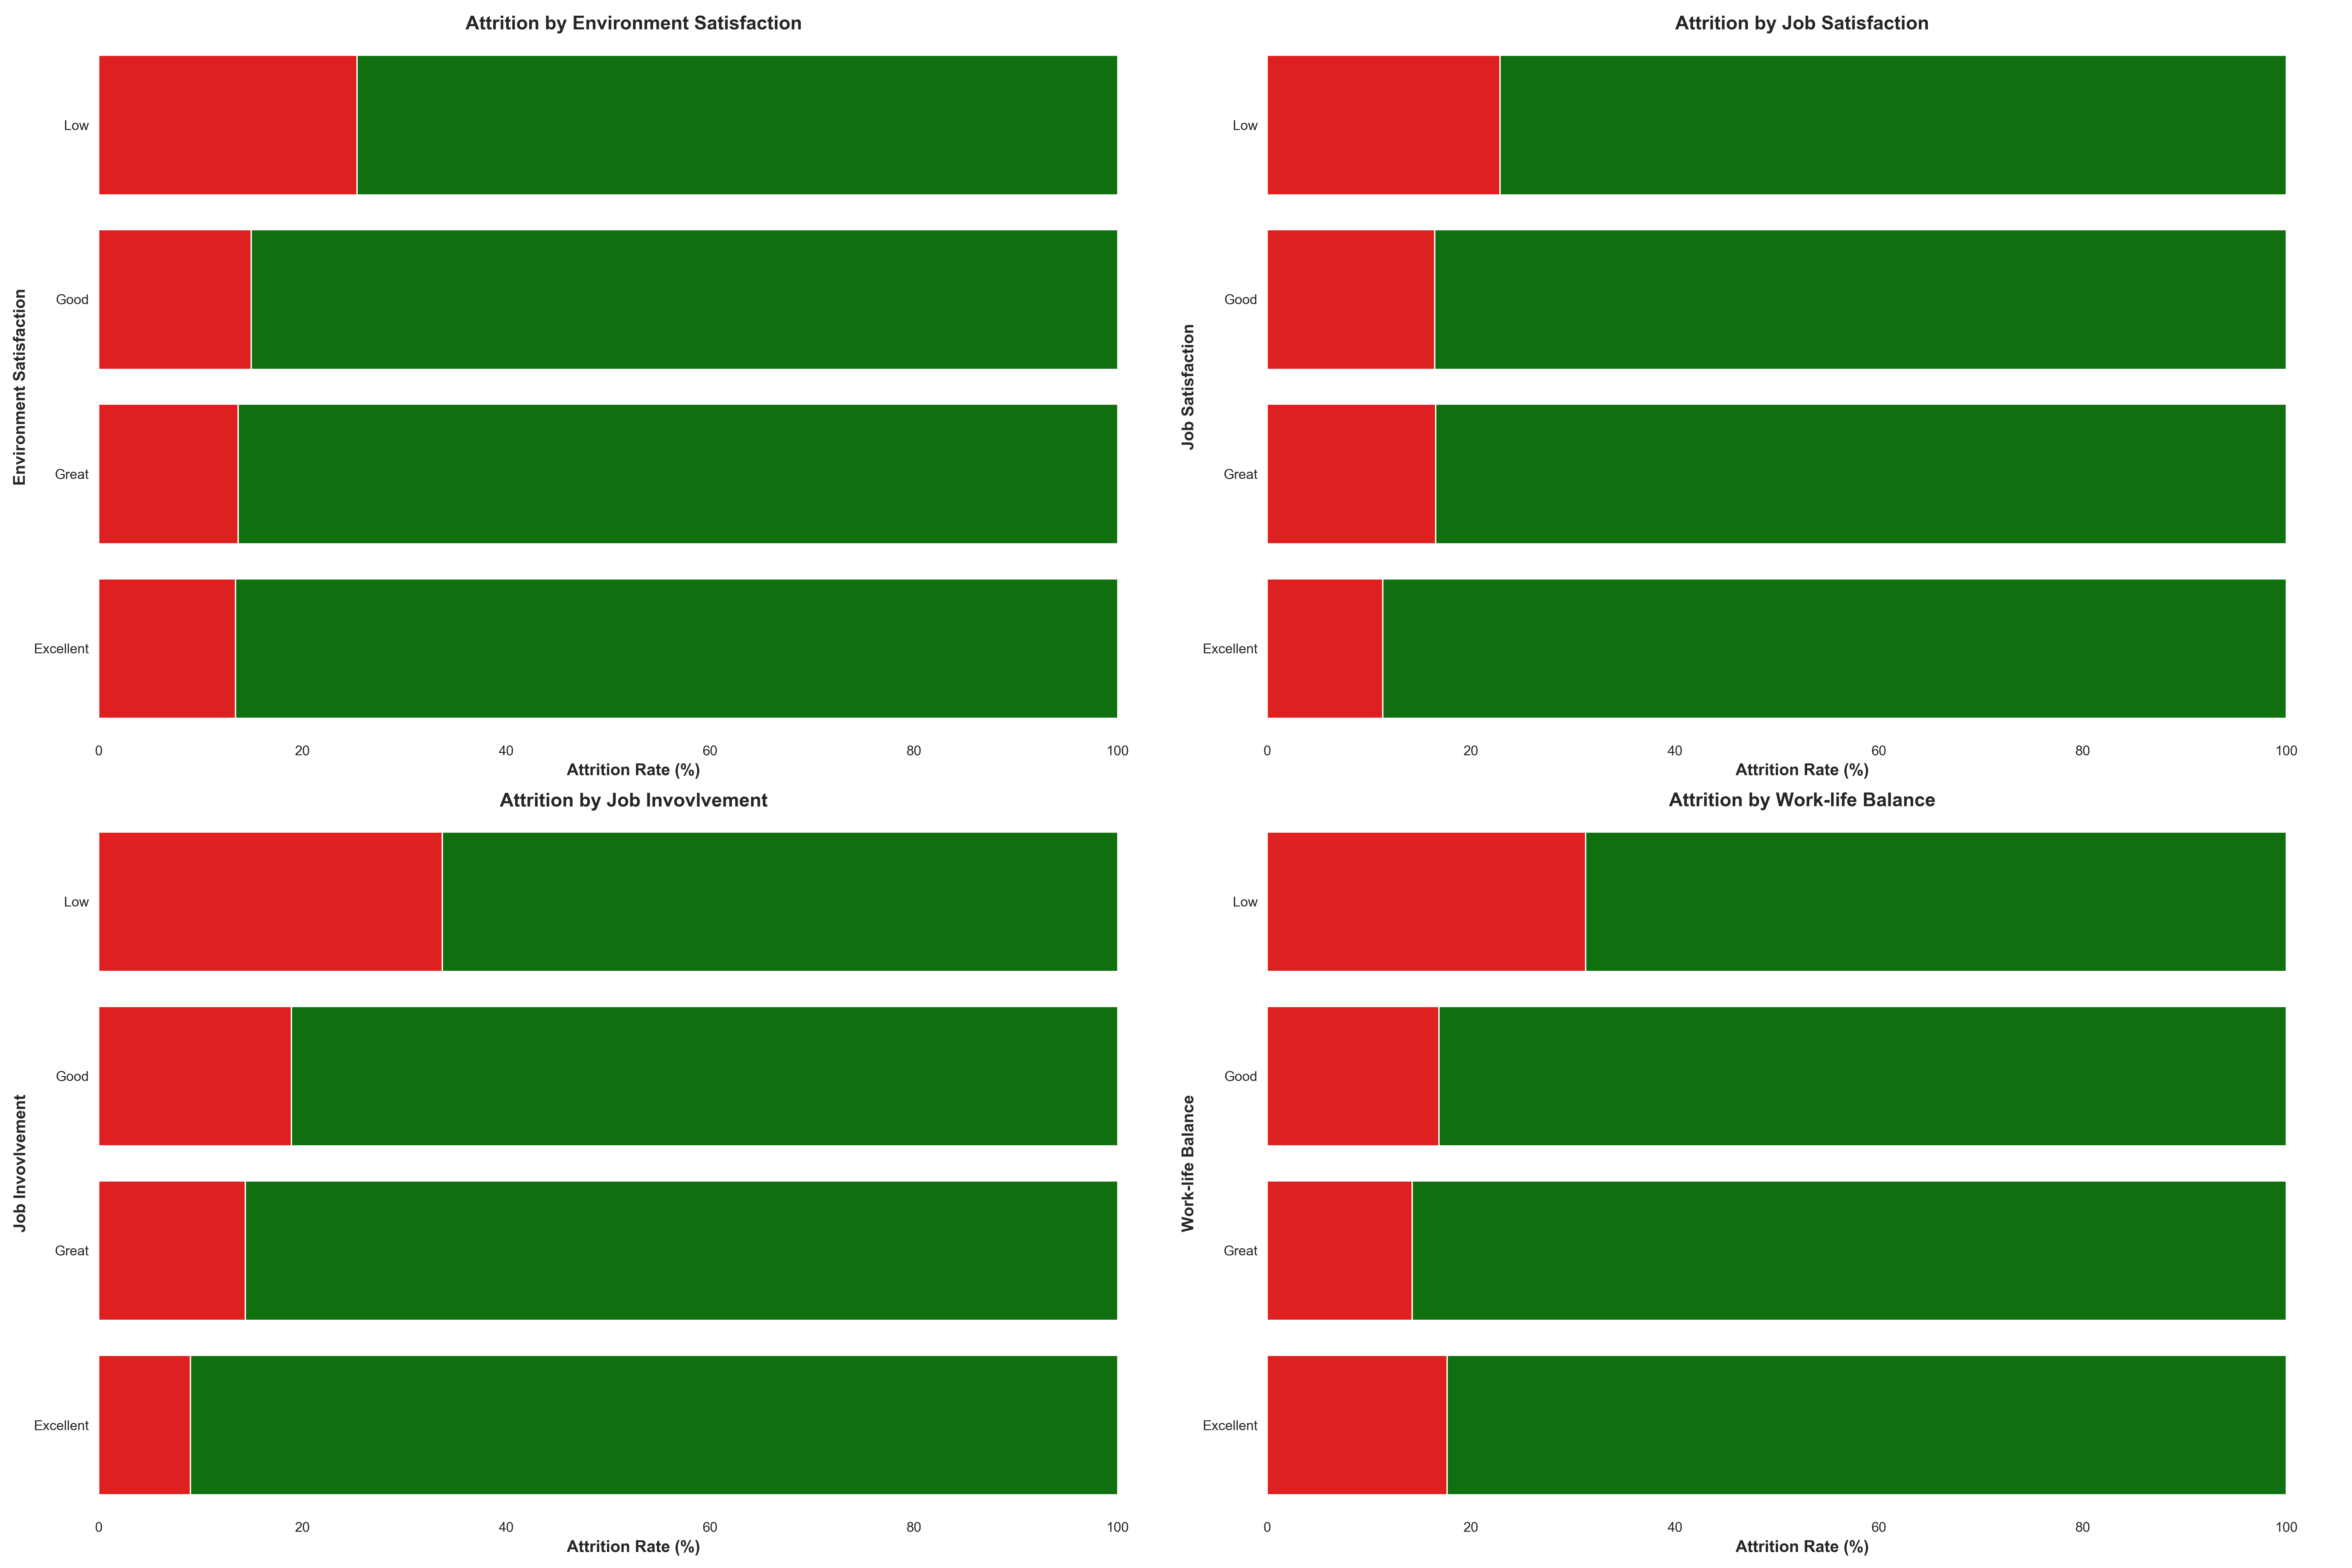 Attrition by Environment Satisfaction
Environment Satisfaction
Low
Good
Great
Excellent
0 20 40 60 80 100
Attrition Rate (%)
Attrition by Job Satisfaction
Job Satisfaction
Low
Good
Great
Excellent
0 20 40 60 80 100
Attrition Rate (%)
Attrition by Job Invovlvement
Job Invovlvement
Low
Good
Great
Excellent
0 20 40 60 80 100
Attrition Rate (%)
Attrition by Work-life Balance
Work-life Balance
Low
Good
Great
Excellent
0 20 40 60 80 100
Attrition Rate (%)